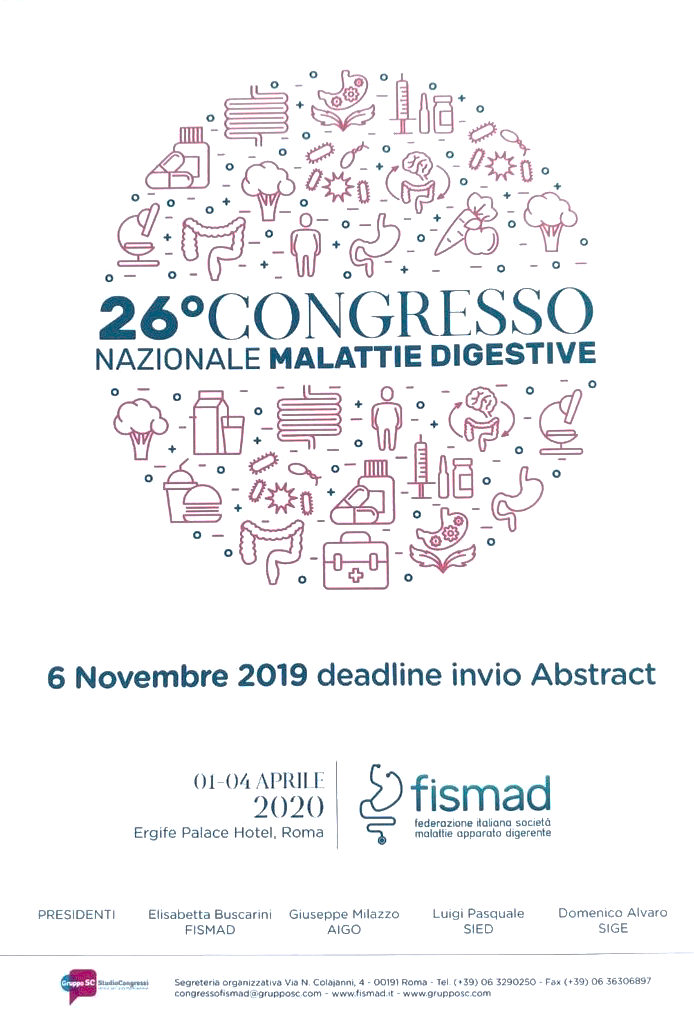 26°CONGRESSO
NAZIONALE MALATTIE DIGESTIVE
6 Novembre 2019 deadline invio Abstract
01-04 APRILE
2020
Ergife Palace Hotel, Roma
fismad
federazione italiana società
malattie apparato digerente
PRESIDENTI
Elisabetta Buscarini
FISMAD
Giuseppe Milazzo
AIGO
Luigi Pasquale
SIED
Domenico Alvaro
SIGE
Gruppo SC StudioCongressi
Segreteria organizzativa Via N. Colajanni, 4 - 00191 Roma - Tel. (+39) 06 3290250 - Fax (+39) 06 36306897
congressofismad@grupposc.com - www.fismad.it - www.grupposc.com